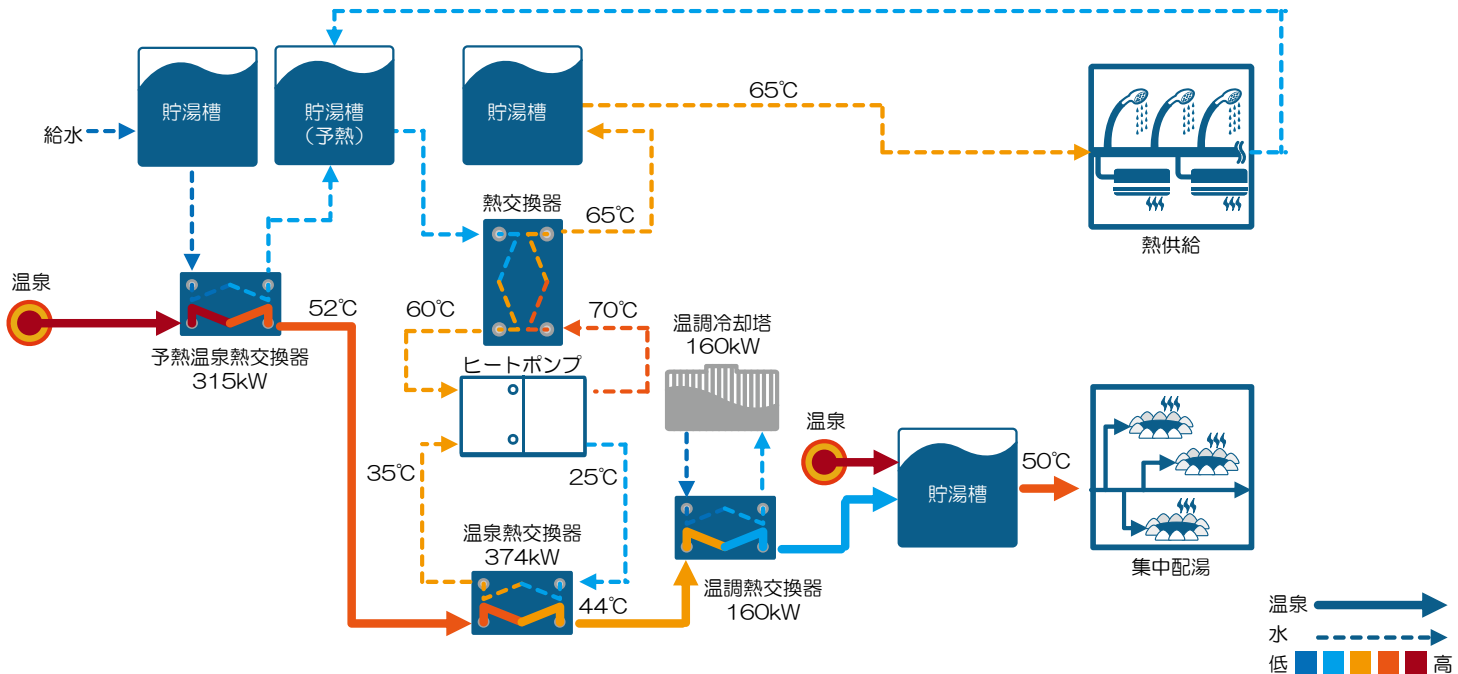 貯湯槽
貯湯槽
（予熱）
貯湯槽
65℃
給水
熱交換器
65℃
熱供給
温泉
52℃
60℃
70℃
温調冷却塔
160kW
予熱温泉熱交換器
315kW
ヒートポンプ
温泉
35℃
25℃
貯湯槽
50℃
温泉熱交換器
374kW
44℃
温調熱交換器
160kW
集中配湯
温泉
水
低
高